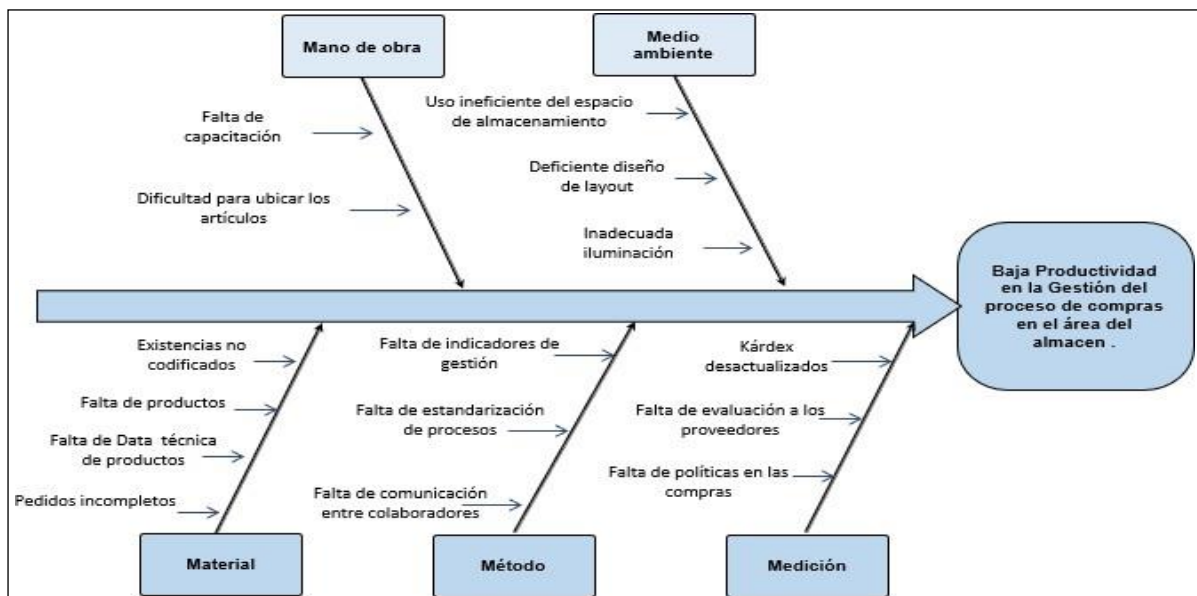 Mano de obra
Medio
ambiente
Falta de
capacitación
Dificultad para ubicar los
artículos
Uso ineficiente del espacio
de almacenamiento
Deficiente diseño
de layout
Inadecuada
iluminación
Baja Productividad
en la Gestión del
proceso de compras
en el área del
almacen .
Existencias no
codificados
Falta de productos
Falta de Data técnica
de productos
Pedidos incompletos
Falta de indicadores de
gestión
Falta de estandarización
de procesos
Falta de comunicación
entre colaboradores
Kárdex
desactualizados
Falta de evaluación a los
proveedores
Falta de políticas en las
compras
Material
Método
Medición